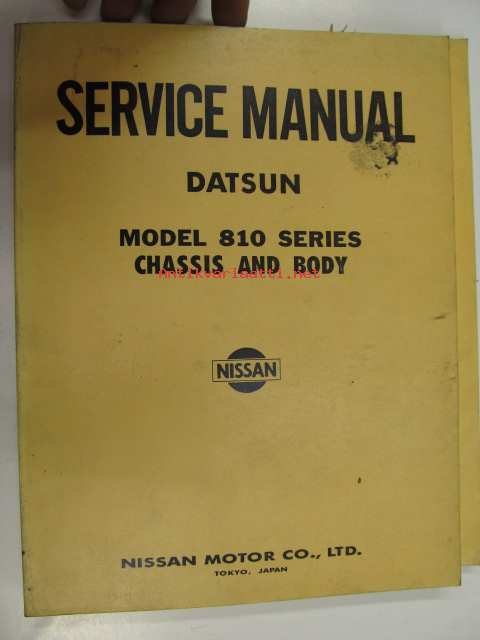 SERVICE MANUAL
DATSUN
MODEL 810 SERIES
CHASSIS AND BODY
Antikvariaatti.net
NISSAN
NISSAN MOTOR CO., LTD.
TOKYO, JAPAN